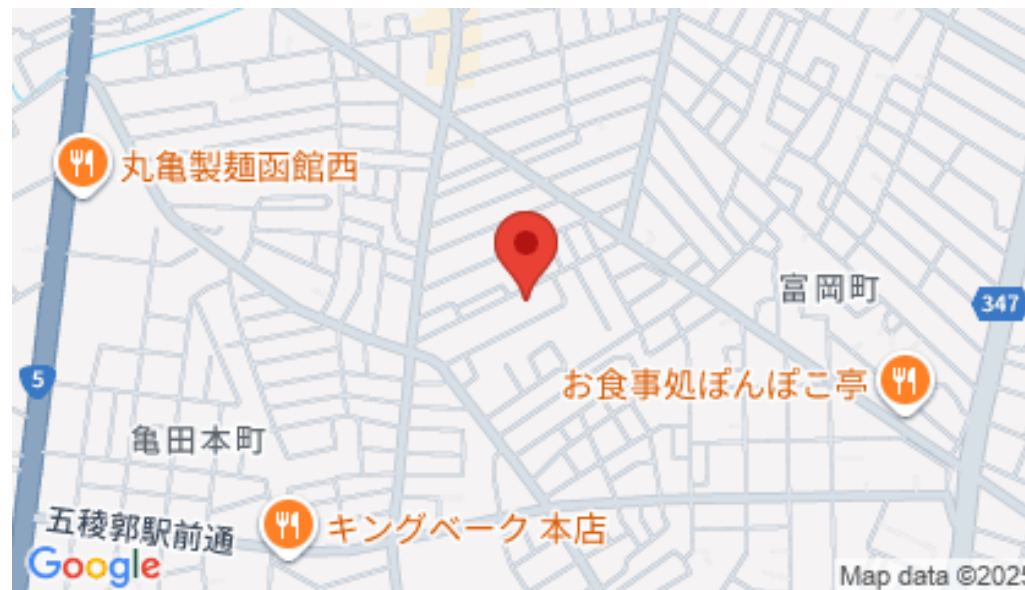 丸亀製麺函館西
富岡町
347
5
お食事処ぽんぽこ亭
亀田本町
五稜郭駅前通
キングベーク 本店
Google
Map data ©2025